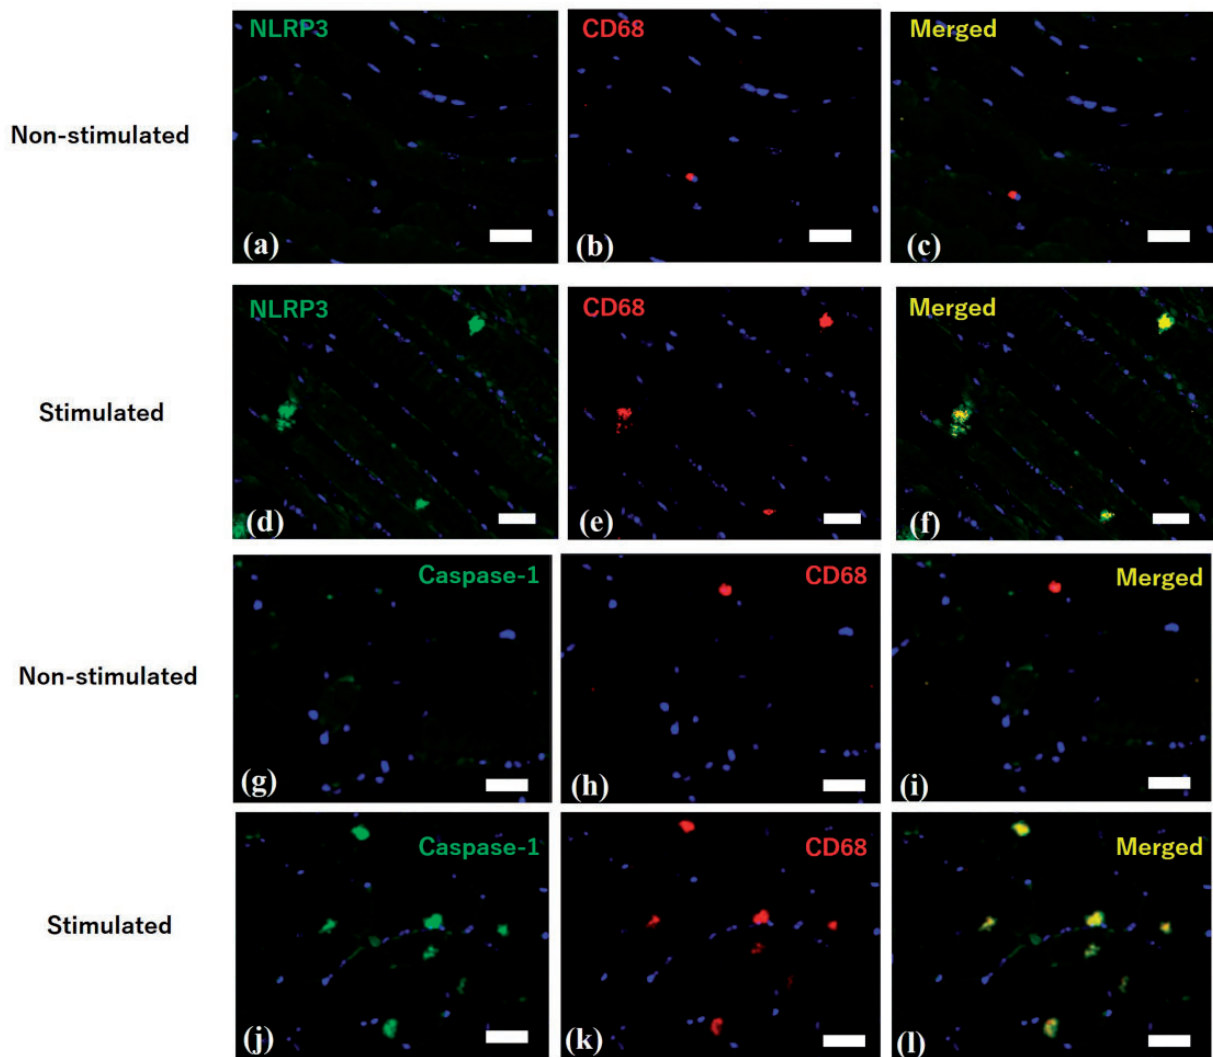 NLRP3 CD68 Merged
Non-stimulated
(a) (b) (c)
NLRP3 CD68 Merged
Stimulated
(d) (e) (f)
Caspase-1 CD68 Merged
Non-stimulated
(g) (h) (i)
Caspase-1 CD68 Merged
Stimulated
(j) (k) (l)